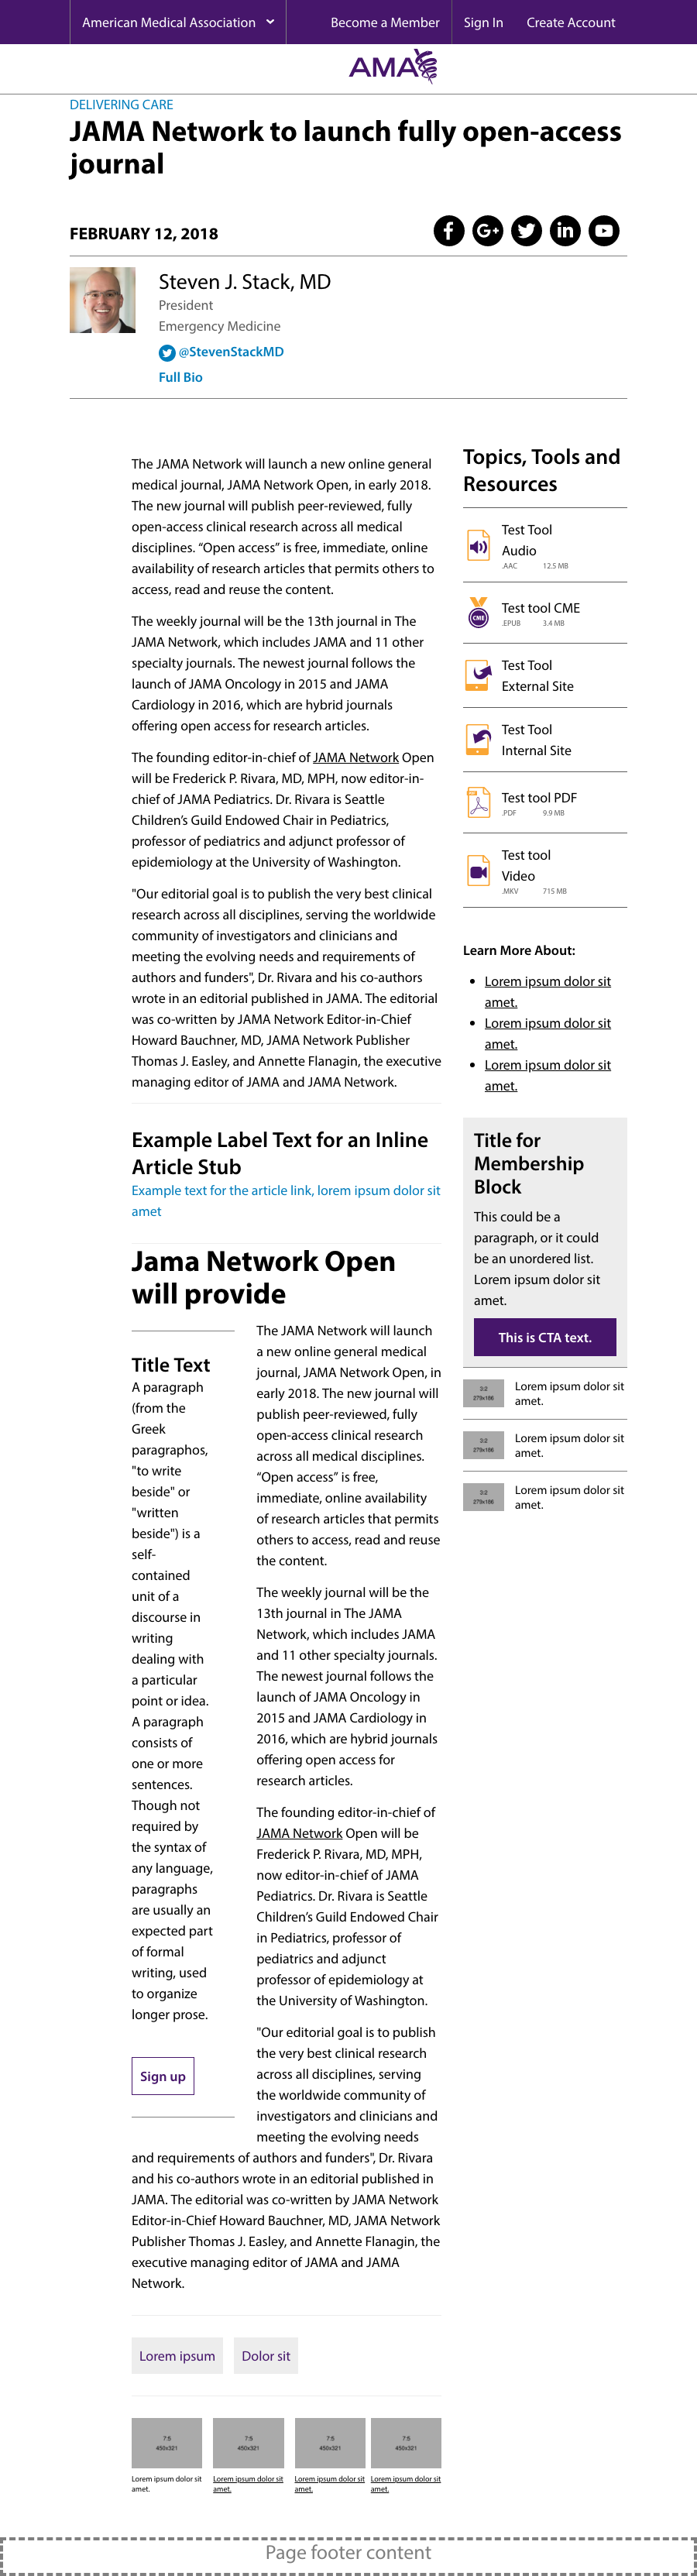 American Medical Association
Become a Member
Sign In
Create Account
AMA
DELIVERING CARE
JAMA Network to launch fully open-access
journal
FEBRUARY 12, 2018
Steven J. Stack, MD
President
Emergency Medicine
@StevenStackMD
Full Bio
The JAMA Network will launch a new online general
medical journal, JAMA Network Open, in early 2018.
The new journal will publish peer-reviewed, fully
open-access clinical research across all medical
disciplines. “Open access” is free, immediate, online
availability of research articles that permits others to
access, read and reuse the content.
The weekly journal will be the 13th journal in The
JAMA Network, which includes JAMA and 11 other
specialty journals. The newest journal follows the
launch of JAMA Oncology in 2015 and JAMA
Cardiology in 2016, which are hybrid journals
offering open access for research articles.
The founding editor-in-chief of JAMA Network Open
will be Frederick P. Rivara, MD, MPH, now editor-in-
chief of JAMA Pediatrics. Dr. Rivara is Seattle
Children’s Guild Endowed Chair in Pediatrics,
professor of pediatrics and adjunct professor of
epidemiology at the University of Washington.
"Our editorial goal is to publish the very best clinical
research across all disciplines, serving the worldwide
community of investigators and clinicians and
meeting the evolving needs and requirements of
authors and funders", Dr. Rivara and his co-authors
wrote in an editorial published in JAMA. The editorial
was co-written by JAMA Network Editor-in-Chief
Howard Bauchner, MD, JAMA Network Publisher
Thomas J. Easley, and Annette Flanagin, the executive
managing editor of JAMA and JAMA Network.
Example Label Text for an Inline
Article Stub
Example text for the article link, lorem ipsum dolor sit
amet
Jama Network Open
will provide
Title Text
A paragraph
(from the
Greek
paragraphos,
"to write
beside" or
"written
beside") is a
self-
contained
unit of a
discourse in
writing
dealing with
a particular
point or idea.
A paragraph
consists of
one or more
sentences.
Though not
required by
the syntax of
any language,
paragraphs
are usually an
expected part
of formal
writing, used
to organize
longer prose.
Sign up
The JAMA Network will launch
a new online general medical
journal, JAMA Network Open, in
early 2018. The new journal will
publish peer-reviewed, fully
open-access clinical research
across all medical disciplines.
“Open access” is free,
immediate, online availability
of research articles that permits
others to access, read and reuse
the content.
The weekly journal will be the
13th journal in The JAMA
Network, which includes JAMA
and 11 other specialty journals.
The newest journal follows the
launch of JAMA Oncology in
2015 and JAMA Cardiology in
2016, which are hybrid journals
offering open access for
research articles.
The founding editor-in-chief of
JAMA Network Open will be
Frederick P. Rivara, MD, MPH,
now editor-in-chief of JAMA
Pediatrics. Dr. Rivara is Seattle
Children’s Guild Endowed Chair
in Pediatrics, professor of
pediatrics and adjunct
professor of epidemiology at
the University of Washington.
"Our editorial goal is to publish
the very best clinical research
across all disciplines, serving
the worldwide community of
investigators and clinicians and
meeting the evolving needs
and requirements of authors and funders", Dr. Rivara
and his co-authors wrote in an editorial published in
JAMA. The editorial was co-written by JAMA Network
Editor-in-Chief Howard Bauchner, MD, JAMA Network
Publisher Thomas J. Easley, and Annette Flanagin, the
executive managing editor of JAMA and JAMA
Network.
Lorem ipsum
Dolor sit
7:5
450x321
Lorem ipsum dolor sit
amet.
7:5
450x321
Lorem ipsum dolor sit
amet.
7:5
450x321
Lorem ipsum dolor sit
amet.
7:5
450x321
Lorem ipsum dolor sit
amet.
Topics, Tools and
Resources
Test Tool
Audio
.AAC 12.5 MB
CME
Test tool CME
.EPUB 3.4 MB
Test Tool
External Site
Test Tool
Internal Site
Test tool PDF
.PDF 9.9 MB
Test tool
Video
.MKV 715 MB
Learn More About:
Lorem ipsum dolor sit
amet.
Lorem ipsum dolor sit
amet.
Lorem ipsum dolor sit
amet.
Title for
Membership
Block
This could be a
paragraph, or it could
be an unordered list.
Lorem ipsum dolor sit
amet.
This is CTA text.
3:2
279x186
Lorem ipsum dolor sit
amet.
3:2
279x186
Lorem ipsum dolor sit
amet.
3:2
279x186
Lorem ipsum dolor sit
amet.
Page footer content